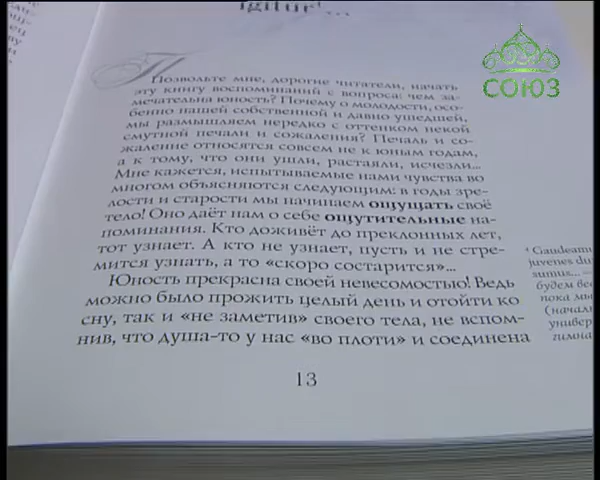 igitur¹...
СОЮЗ
Позвольте мне, дорогие читатели, начать
эту книгу воспоминаний с вопроса: чем за-
мечательна юность? Почему о молодости, осо-
бенно нашей собственной и давно ушедшей,
мы размышляем нередко с оттенком некой
смутной печали и сожаления? Печаль и со-
жаление относятся совсем не к юным годам,
а к тому, что они ушли, растаяли, исчезли...
Мне кажется, испытываемые нами чувства во
многом объясняются следующим: в годы зре-
лости и старости мы начинаем ощущать своё
тело! Оно даёт нам о себе ощутительные на-
поминания. Кто доживёт до преклонных лет,
тот узнает. А кто не узнает, пусть и не стре-
мится узнать, а то «скоро состарится»...
Юность прекрасна своей невесомостью! Ведь
можно было прожить целый день и отойти ко
сну, так и «не заметив» своего тела, не вспом-
нив, что душа-то у нас «во плоти» и соединена
¹ Gaudeam
juvenes du
sumus... —
будем ве
пока мы
(начал
универ
гимна
13